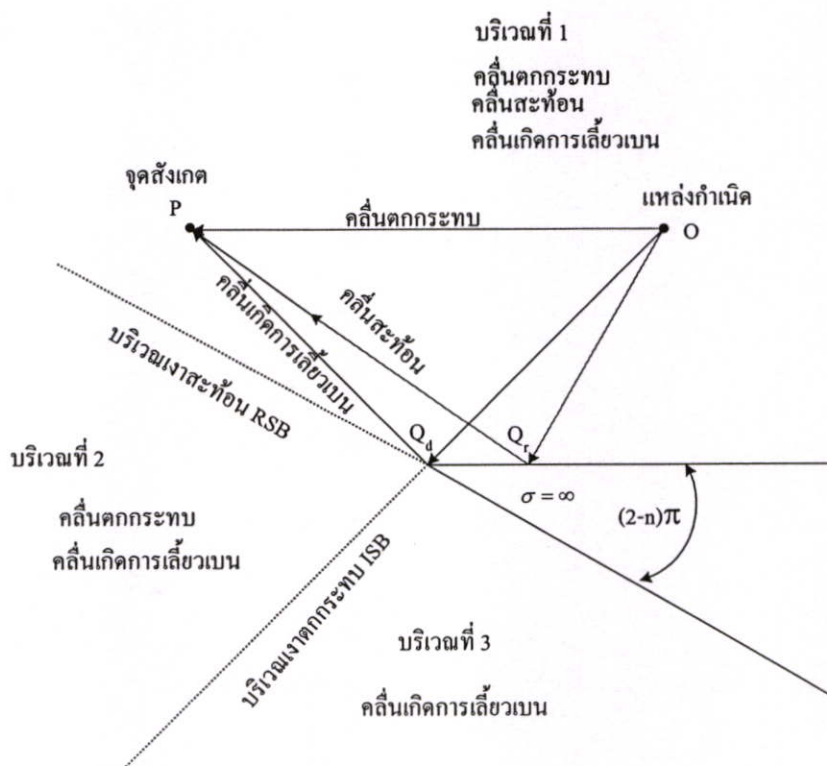 บริเวณที่ 1
คลื่นตกกระทบ
คลื่นสะท้อน
คลื่นเกิดการเลี้ยวเบน
จุดสังเกต
P
แหล่งกำเนิด
O
คลื่นตกกระทบ
คลื่นสะท้อน
คลื่นเกิดการเลี้ยวเบน
บริเวณเงาสะท้อน RSB
Q_d
Q_r
บริเวณที่ 2
σ = ∞
(2-n)π
คลื่นตกกระทบ
คลื่นเกิดการเลี้ยวเบน
บริเวณเงาตกกระทบ ISB
บริเวณที่ 3
คลื่นเกิดการเลี้ยวเบน